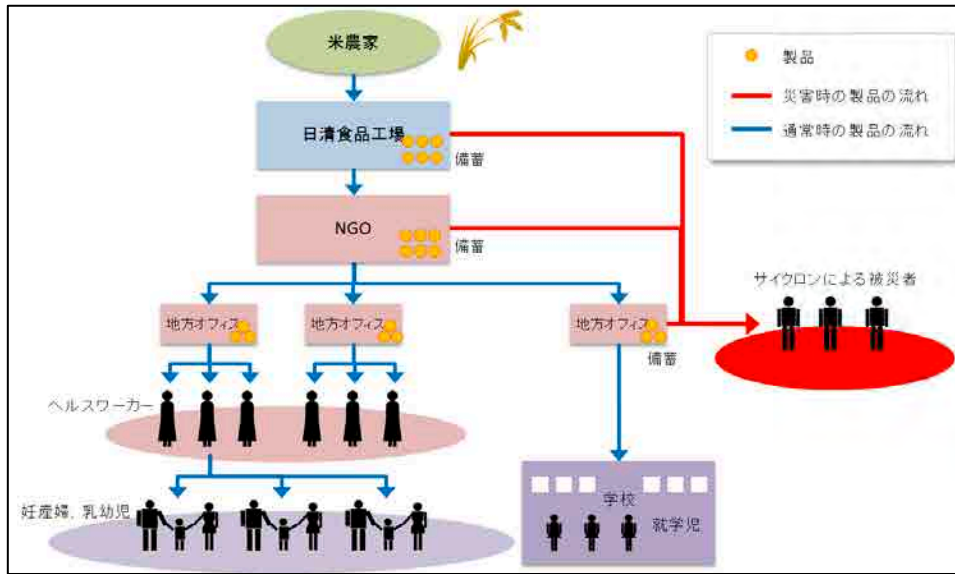 米農家
製品
災害時の製品の流れ
通常時の製品の流れ
日清食品工場
備蓄
NGO
備蓄
サイクロンによる被災者
地方オフィス
地方オフィス
地方オフィス
備蓄
ヘルスワーカー
学校
就学児
妊産婦，乳幼児